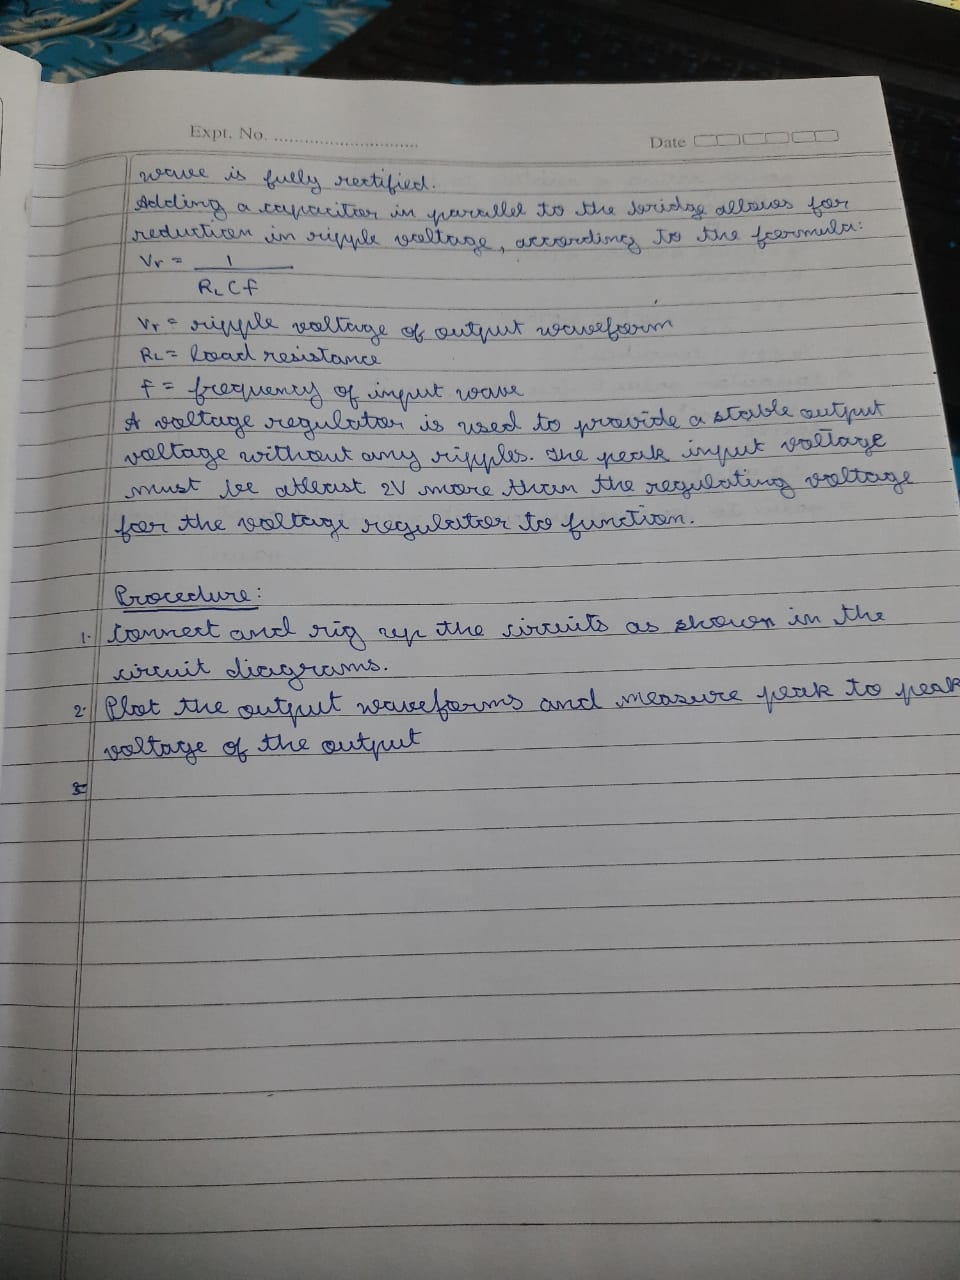 Expt. No. ..............................
Date
wave is fully rectified.
Adding a capacitor in parallel to the bridge allows for
reduction in ripple voltage, according to the formula:
Vr = 1
RL C f
Vr = ripple voltage of output waveform
RL = load resistance
f = frequency of input wave
A voltage regulator is used to provide a stable output
voltage without any ripples. The peak input voltage
must be atleast 2V more than the regulating voltage
for the voltage regulator to function.
Procedure:
1. Connect and rig up the circuits as shown in the
circuit diagrams.
2. Plot the output waveforms and measure peak to peak
voltage of the output
3.